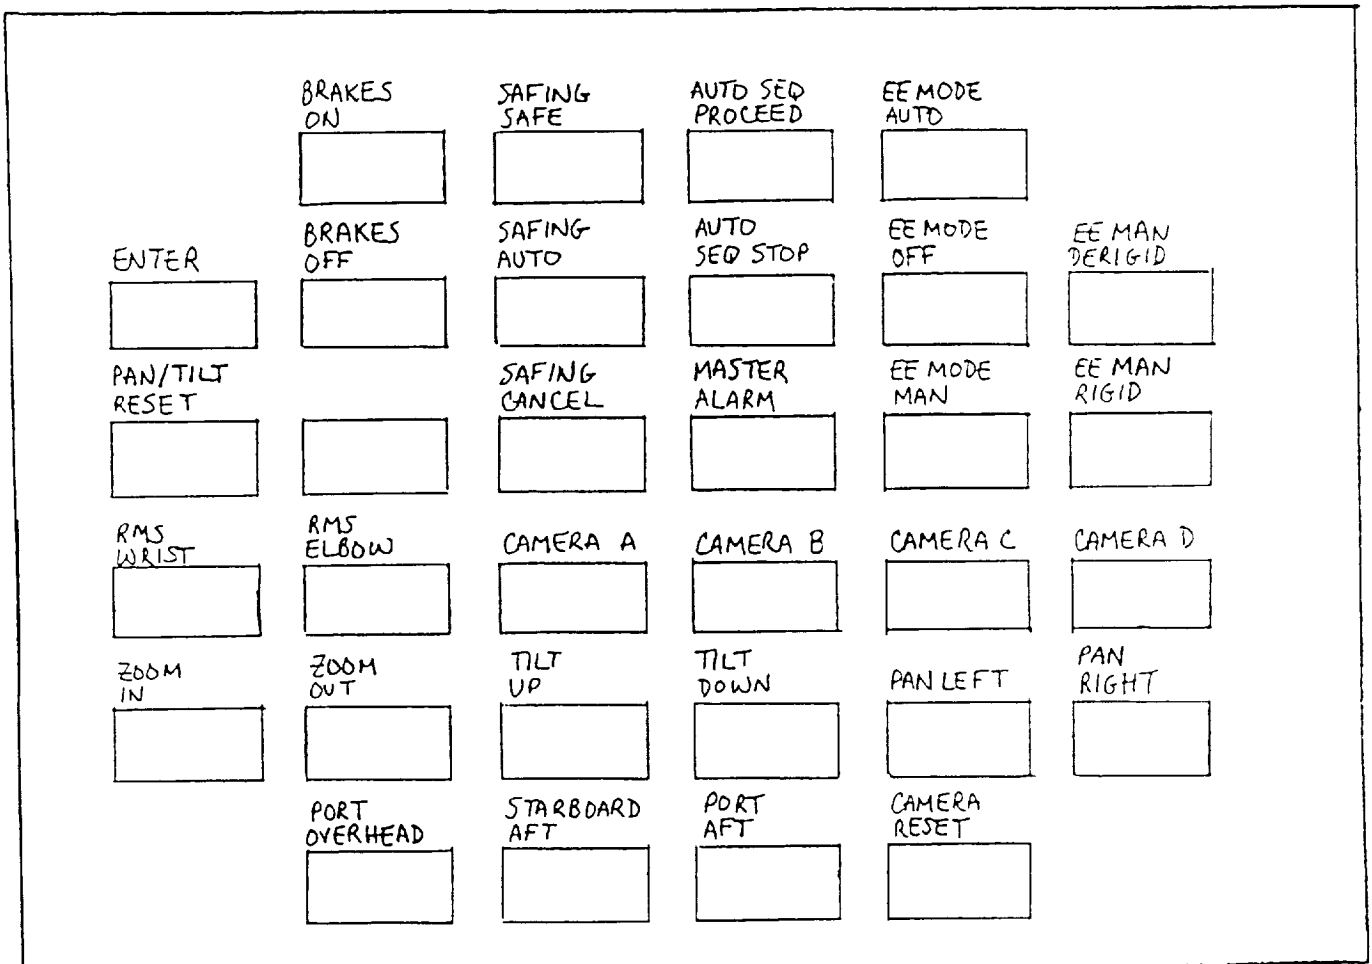 BRAKES
ON
SAFING
SAFE
AUTO SEQ
PROCEED
EE MODE
AUTO
ENTER
BRAKES
OFF
SAFING
AUTO
AUTO
SEQ STOP
EE MODE
OFF
EE MAN
DERIGID
PAN/TILT
RESET
SAFING
CANCEL
MASTER
ALARM
EE MODE
MAN
EE MAN
RIGID
RMS
WRIST
RMS
ELBOW
CAMERA A
CAMERA B
CAMERA C
CAMERA D
ZOOM
IN
ZOOM
OUT
TILT
UP
TILT
DOWN
PAN LEFT
PAN
RIGHT
PORT
OVERHEAD
STARBOARD
AFT
PORT
AFT
CAMERA
RESET